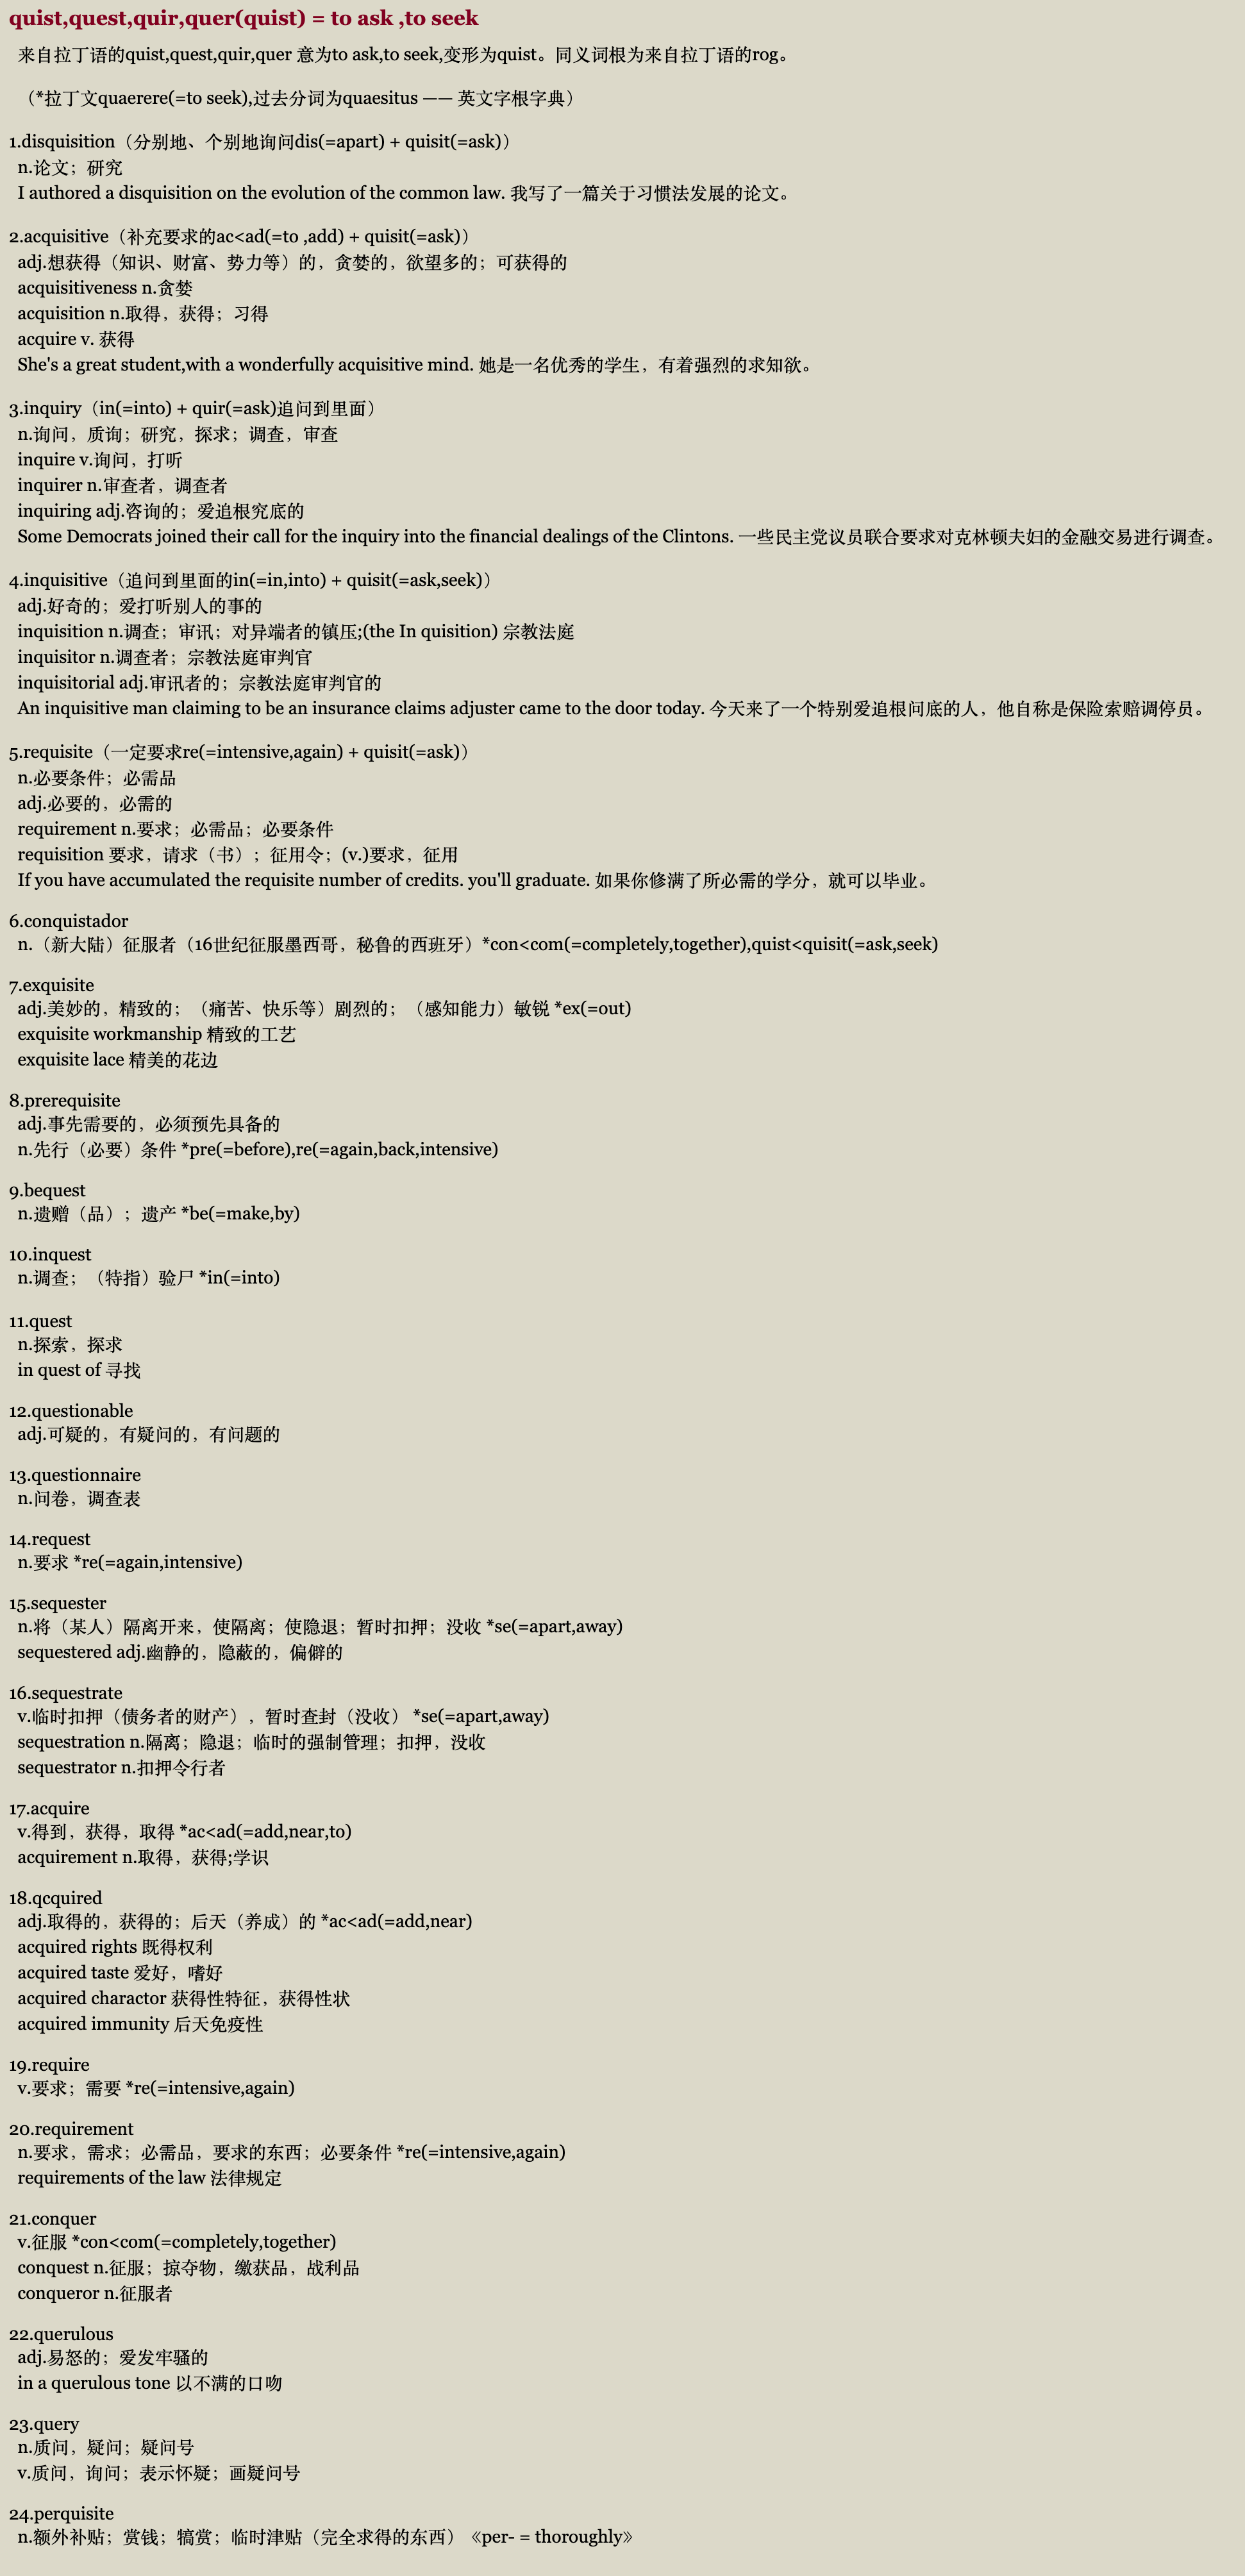 quist,quest,quir,quer(quist) = to ask ,to seek
来自拉丁语的quist,quest,quir,quer 意为to ask,to seek,变形为quist。同义词根为来自拉丁语的rog。
（*拉丁文quaerere(=to seek),过去分词为quaesitus —— 英文字根字典）
1.disquisition（分别地、个别地询问dis(=apart) + quisit(=ask)）
n.论文；研究
I authored a disquisition on the evolution of the common law. 我写了一篇关于习惯法发展的论文。
2.acquisitive（补充要求的ac<ad(=to ,add) + quisit(=ask)）
adj.想获得（知识、财富、势力等）的，贪婪的，欲望多的；可获得的
acquisitiveness n.贪婪
acquisition n.取得，获得；习得
acquire v. 获得
She's a great student,with a wonderfully acquisitive mind. 她是一名优秀的学生，有着强烈的求知欲。
3.inquiry（in(=into) + quir(=ask)追问到里面）
n.询问，质询；研究，探求；调查，审查
inquire v.询问，打听
inquirer n.审查者，调查者
inquiring adj.咨询的；爱追根究底的
Some Democrats joined their call for the inquiry into the financial dealings of the Clintons. 一些民主党议员联合要求对克林顿夫妇的金融交易进行调查。
4.inquisitive（追问到里面的in(=in,into) + quisit(=ask,seek)）
adj.好奇的；爱打听别人的事的
inquisition n.调查；审讯；对异端者的镇压;(the In quisition) 宗教法庭
inquisitor n.调查者；宗教法庭审判官
inquisitorial adj.审讯者的；宗教法庭审判官的
An inquisitive man claiming to be an insurance claims adjuster came to the door today. 今天来了一个特别爱追根问底的人，他自称是保险索赔调停员。
5.requisite（一定要求re(=intensive,again) + quisit(=ask)）
n.必要条件；必需品
adj.必要的，必需的
requirement n.要求；必需品；必要条件
requisition 要求，请求（书）；征用令；(v.)要求，征用
If you have accumulated the requisite number of credits. you'll graduate. 如果你修满了所必需的学分，就可以毕业。
6.conquistador
n.（新大陆）征服者（16世纪征服墨西哥，秘鲁的西班牙）*con<com(=completely,together),quist<quisit(=ask,seek)
7.exquisite
adj.美妙的，精致的；（痛苦、快乐等）剧烈的；（感知能力）敏锐 *ex(=out)
exquisite workmanship 精致的工艺
exquisite lace 精美的花边
8.prerequisite
adj.事先需要的，必须预先具备的
n.先行（必要）条件 *pre(=before),re(=again,back,intensive)
9.bequest
n.遗赠（品）；遗产 *be(=make,by)
10.inquest
n.调查；（特指）验尸 *in(=into)
11.quest
n.探索，探求
in quest of 寻找
12.questionable
adj.可疑的，有疑问的，有问题的
13.questionnaire
n.问卷，调查表
14.request
n.要求 *re(=again,intensive)
15.sequester
n.将（某人）隔离开来，使隔离；使隐退；暂时扣押；没收 *se(=apart,away)
sequestered adj.幽静的，隐蔽的，偏僻的
16.sequestrate
v.临时扣押（债务者的财产），暂时查封（没收） *se(=apart,away)
sequestration n.隔离；隐退；临时的强制管理；扣押，没收
sequestrator n.扣押令行者
17.acquire
v.得到，获得，取得 *ac<ad(=add,near,to)
acquirement n.取得，获得;学识
18.qcquired
adj.取得的，获得的；后天（养成）的 *ac<ad(=add,near)
acquired rights 既得权利
acquired taste 爱好，嗜好
acquired charactor 获得性特征，获得性状
acquired immunity 后天免疫性
19.require
v.要求；需要 *re(=intensive,again)
20.requirement
n.要求，需求；必需品，要求的东西；必要条件 *re(=intensive,again)
requirements of the law 法律规定
21.conquer
v.征服 *con<com(=completely,together)
conquest n.征服；掠夺物，缴获品，战利品
conqueror n.征服者
22.querulous
adj.易怒的；爱发牢骚的
in a querulous tone 以不满的口吻
23.query
n.质问，疑问；疑问号
v.质问，询问；表示怀疑；画疑问号
24.perquisite
n.额外补贴；赏钱；犒赏；临时津贴（完全求得的东西）《per- = thoroughly》